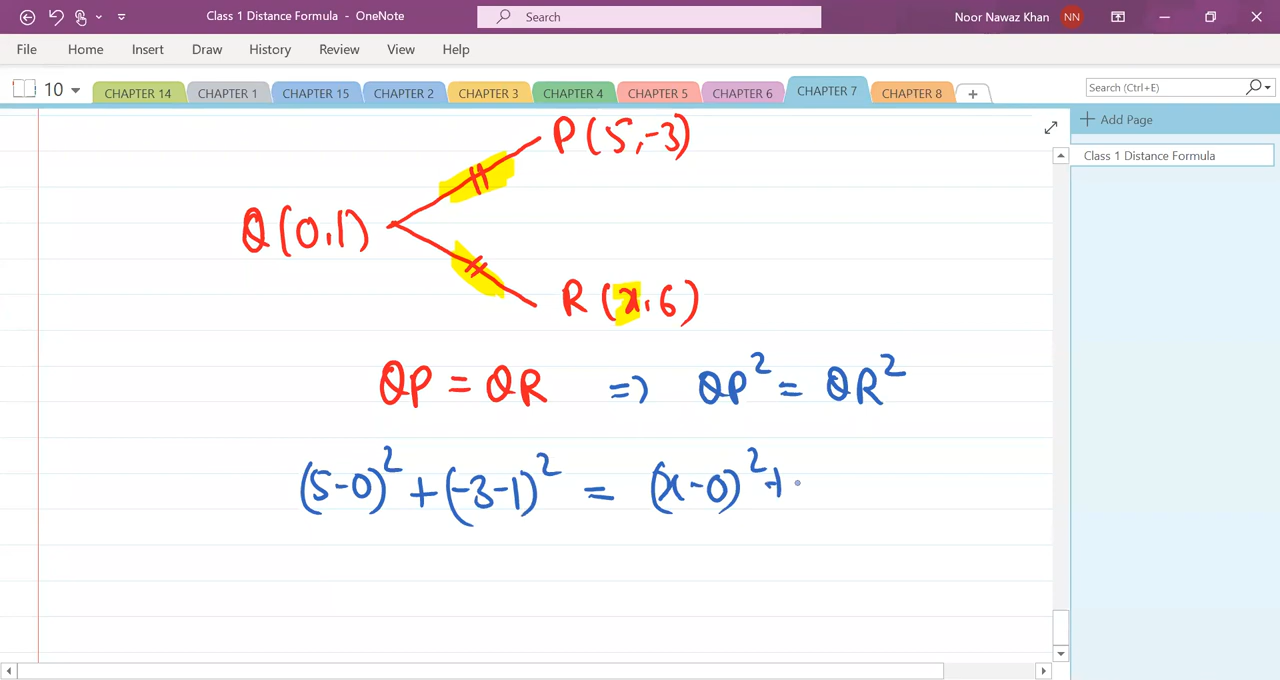 Class 1 Distance Formula - OneNote
Search
Noor Nawaz Khan
NN
File Home Insert Draw History Review View Help
10
CHAPTER 14 CHAPTER 1 CHAPTER 15 CHAPTER 2 CHAPTER 3 CHAPTER 4 CHAPTER 5 CHAPTER 6 CHAPTER 7 CHAPTER 8 +
Search (Ctrl+E)
Add Page
Class 1 Distance Formula
P(5,-3)
Q(0,1)
R(x,6)
QP = QR => QP² = QR²
(5-0)² + (-3-1)² = (x-0)² +